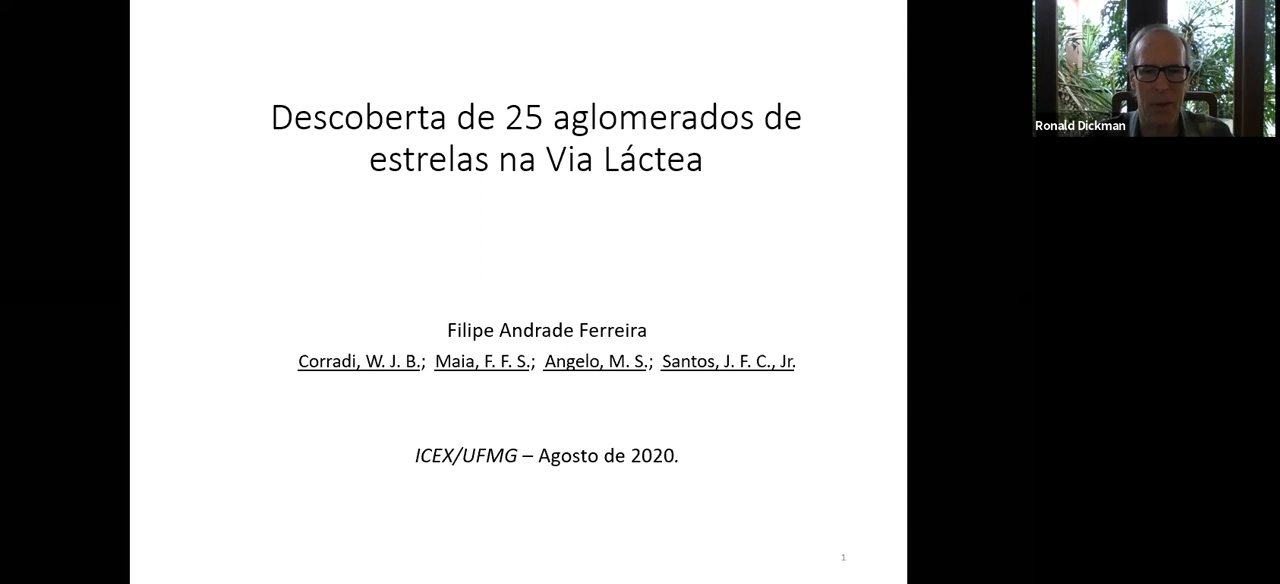 Descoberta de 25 aglomerados de
estrelas na Via Láctea
Filipe Andrade Ferreira
Corradi, W. J. B.; Maia, F. F. S.; Angelo, M. S.; Santos, J. F. C., Jr.
ICEX/UFMG – Agosto de 2020.
1
Ronald Dickman